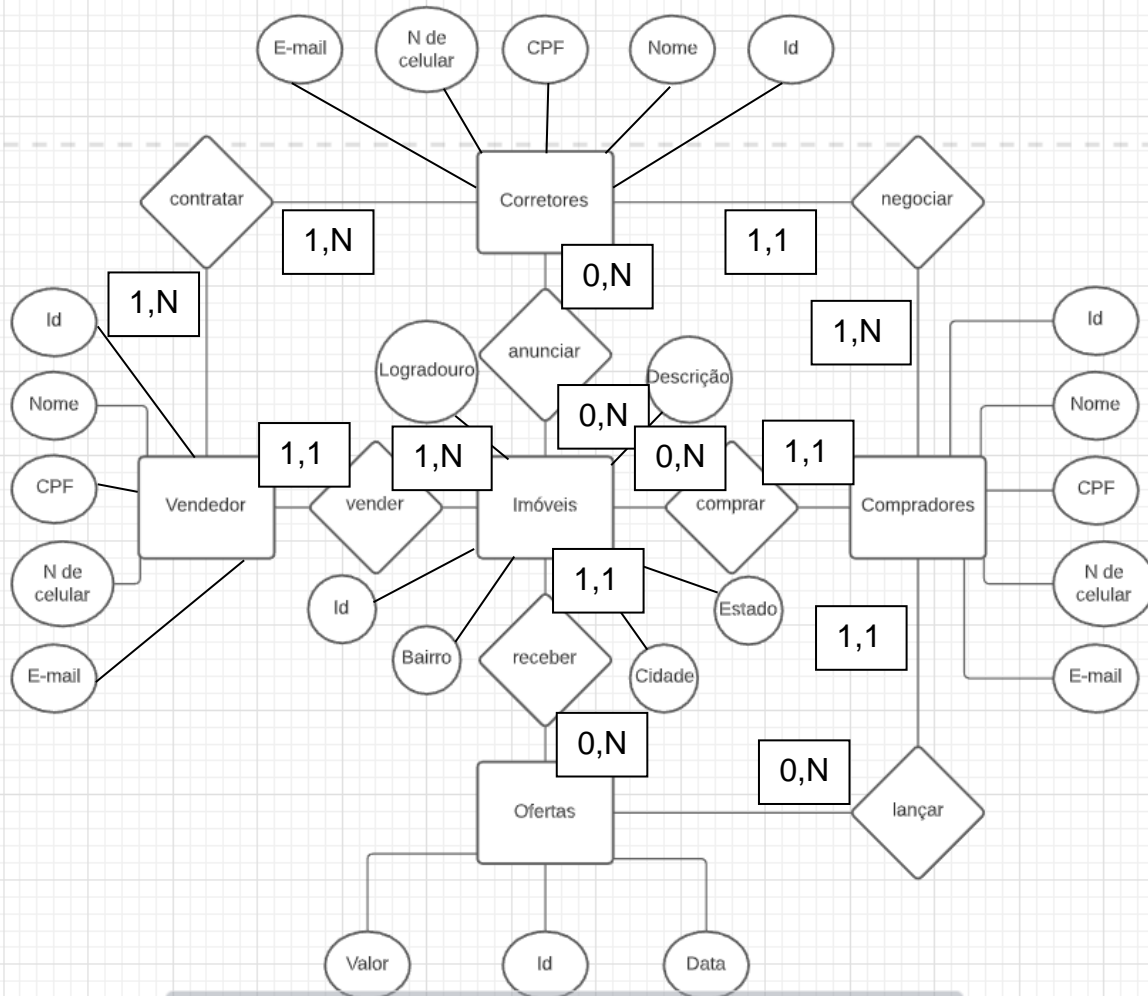 E-mail
N de
celular
CPF
Nome
Id
contratar
Corretores
negociar
1,N
1,1
0,N
1,N
1,N
Id
Id
anunciar
Logradouro
Descrição
Nome
0,N
Nome
1,1
1,N
0,N
1,1
CPF
Vendedor
vender
Imóveis
comprar
Compradores
CPF
N de
celular
1,1
N de
celular
Id
Estado
1,1
Bairro
receber
Cidade
E-mail
E-mail
0,N
0,N
Ofertas
lançar
Valor
Id
Data